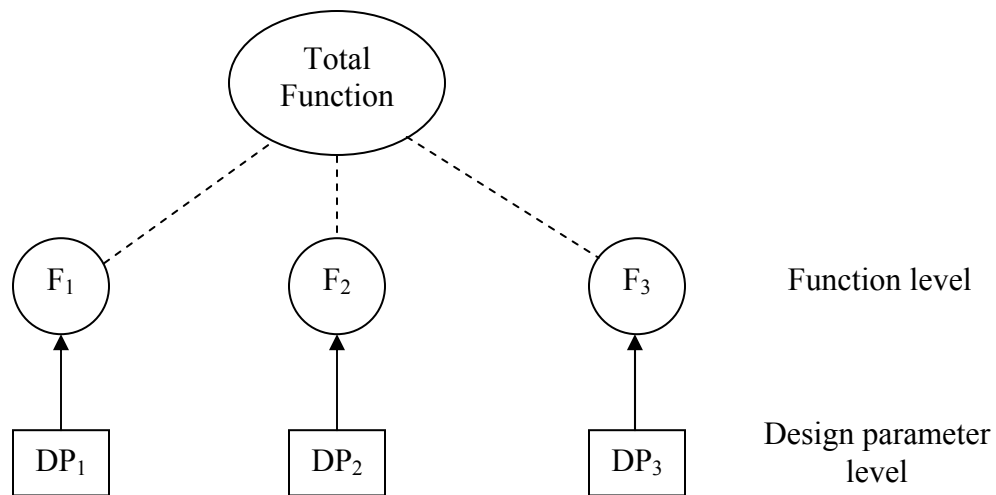 Total
Function
F₁ F₂ F₃ Function level
DP₁ DP₂ DP₃ Design parameter
level